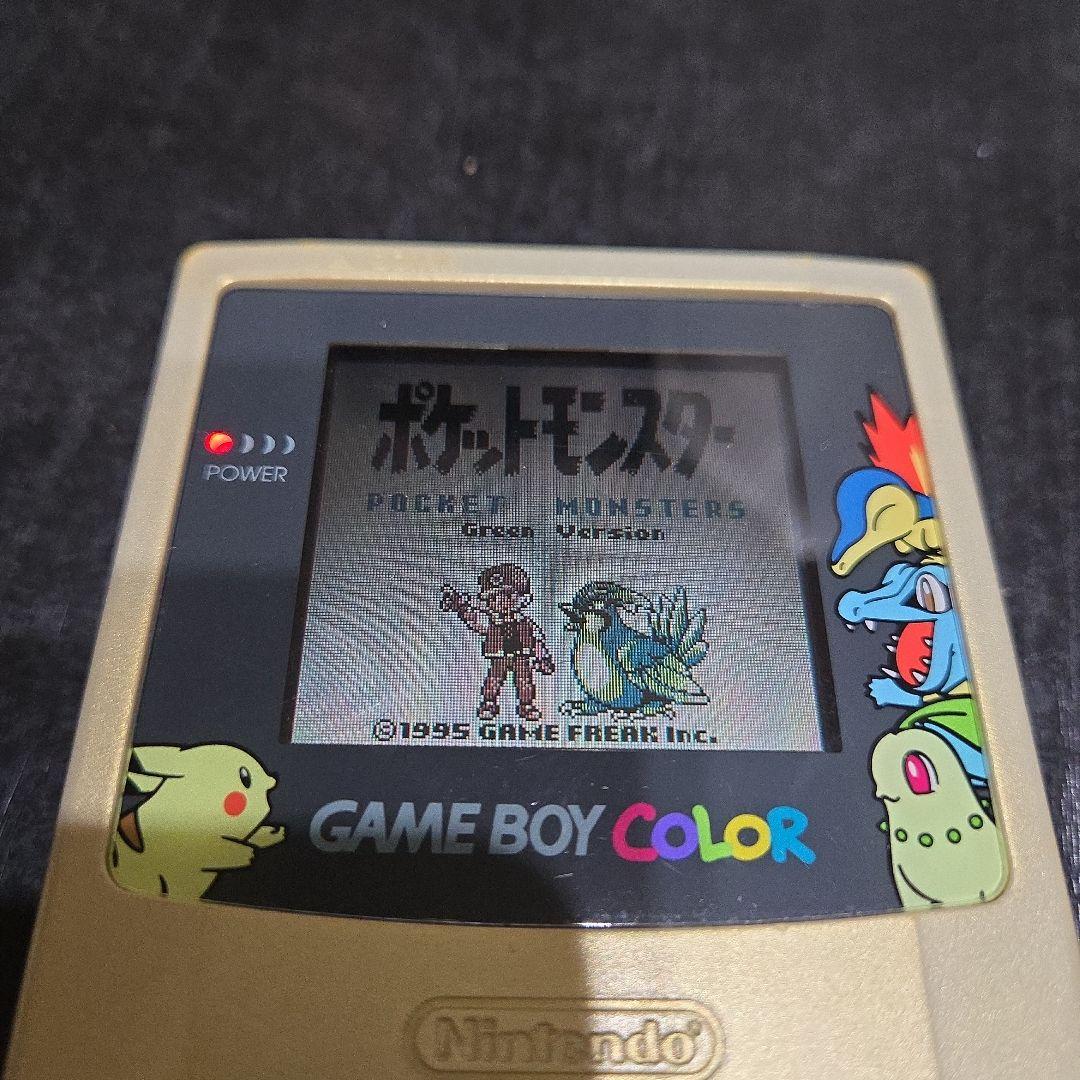 ポケットモンスター
POCKET MONSTERS
Green Version
©1995 GAME FREAK Inc.
POWER
GAME BOY COLOR
Nintendo®